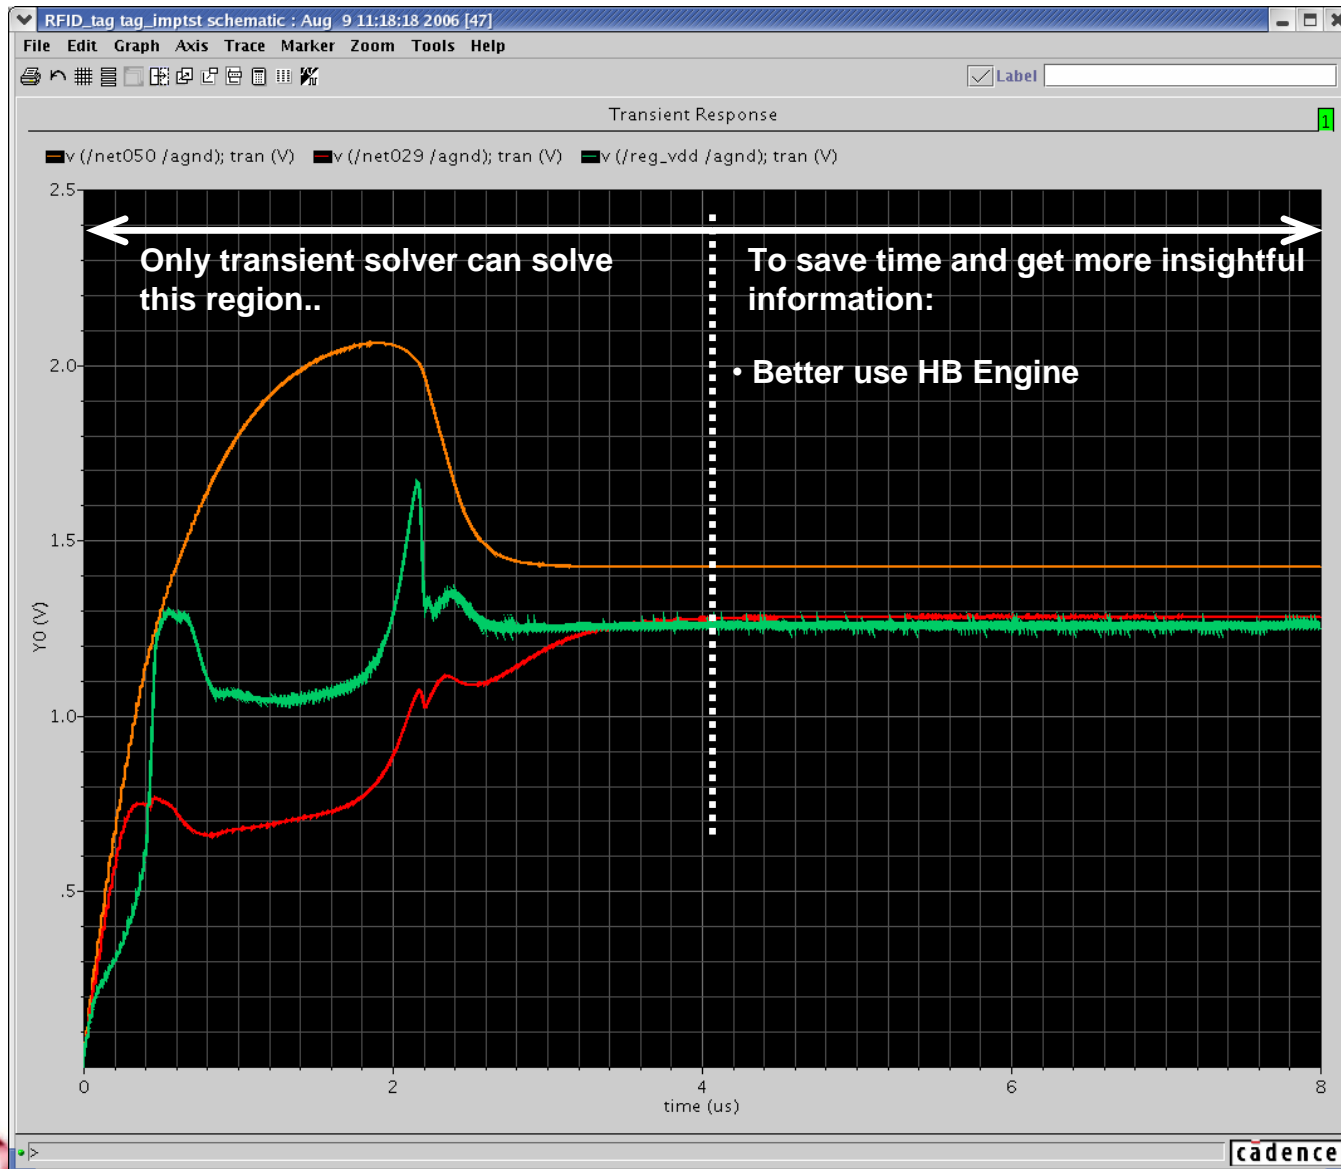 RFID_tag tag_imptst schematic : Aug 9 11:18:18 2006 [47]
File Edit Graph Axis Trace Marker Zoom Tools Help
Label
Transient Response
1
v (/net050 /agnd); tran (V) v (/net029 /agnd); tran (V) v (/reg_vdd /agnd); tran (V)
2.5
Only transient solver can solve
this region..
To save time and get more insightful
information:
• Better use HB Engine
2.0
1.5
Y0 (V)
1.0
.5
0 2 4 6 8
time (us)
>
cādence